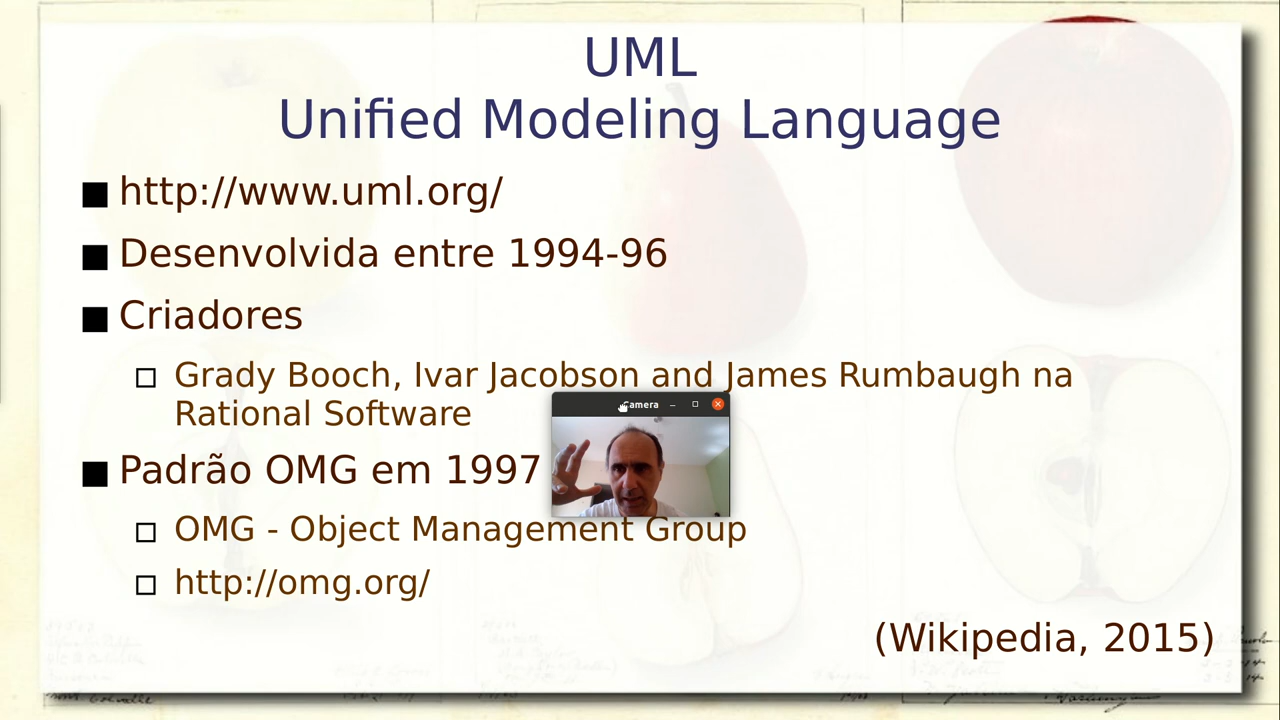 UML
Unified Modeling Language
http://www.uml.org/
Desenvolvida entre 1994-96
Criadores
Grady Booch, Ivar Jacobson and James Rumbaugh na
Rational Software
Padrão OMG em 1997
OMG - Object Management Group
http://omg.org/
(Wikipedia, 2015)